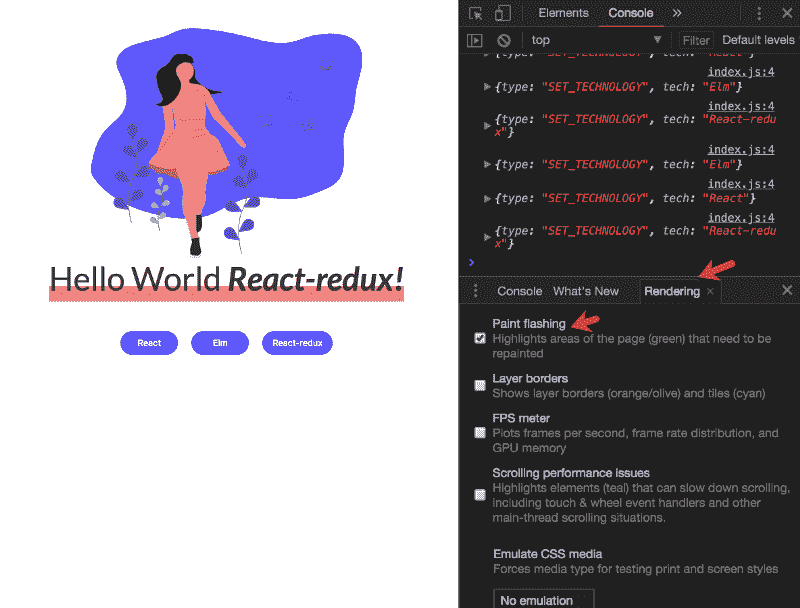 Hello World React-redux!
React
Elm
React-redux
Elements
Console
»
top
Filter
Default levels
index.js:4
{type: "SET_TECHNOLOGY", tech: "Elm"}
index.js:4
{type: "SET_TECHNOLOGY", tech: "React-redu
x"}
index.js:4
{type: "SET_TECHNOLOGY", tech: "Elm"}
index.js:4
{type: "SET_TECHNOLOGY", tech: "React"}
index.js:4
{type: "SET_TECHNOLOGY", tech: "React-redu
x"}
Console
What's New
Rendering
Paint flashing
Highlights areas of the page (green) that need to be
repainted
Layer borders
Shows layer borders (orange/olive) and tiles (cyan)
FPS meter
Plots frames per second, frame rate distribution, and
GPU memory
Scrolling performance issues
Highlights elements (teal) that can slow down scrolling,
including touch & wheel event handlers and other
main-thread scrolling situations.
Emulate CSS media
Forces media type for testing print and screen styles
No emulation